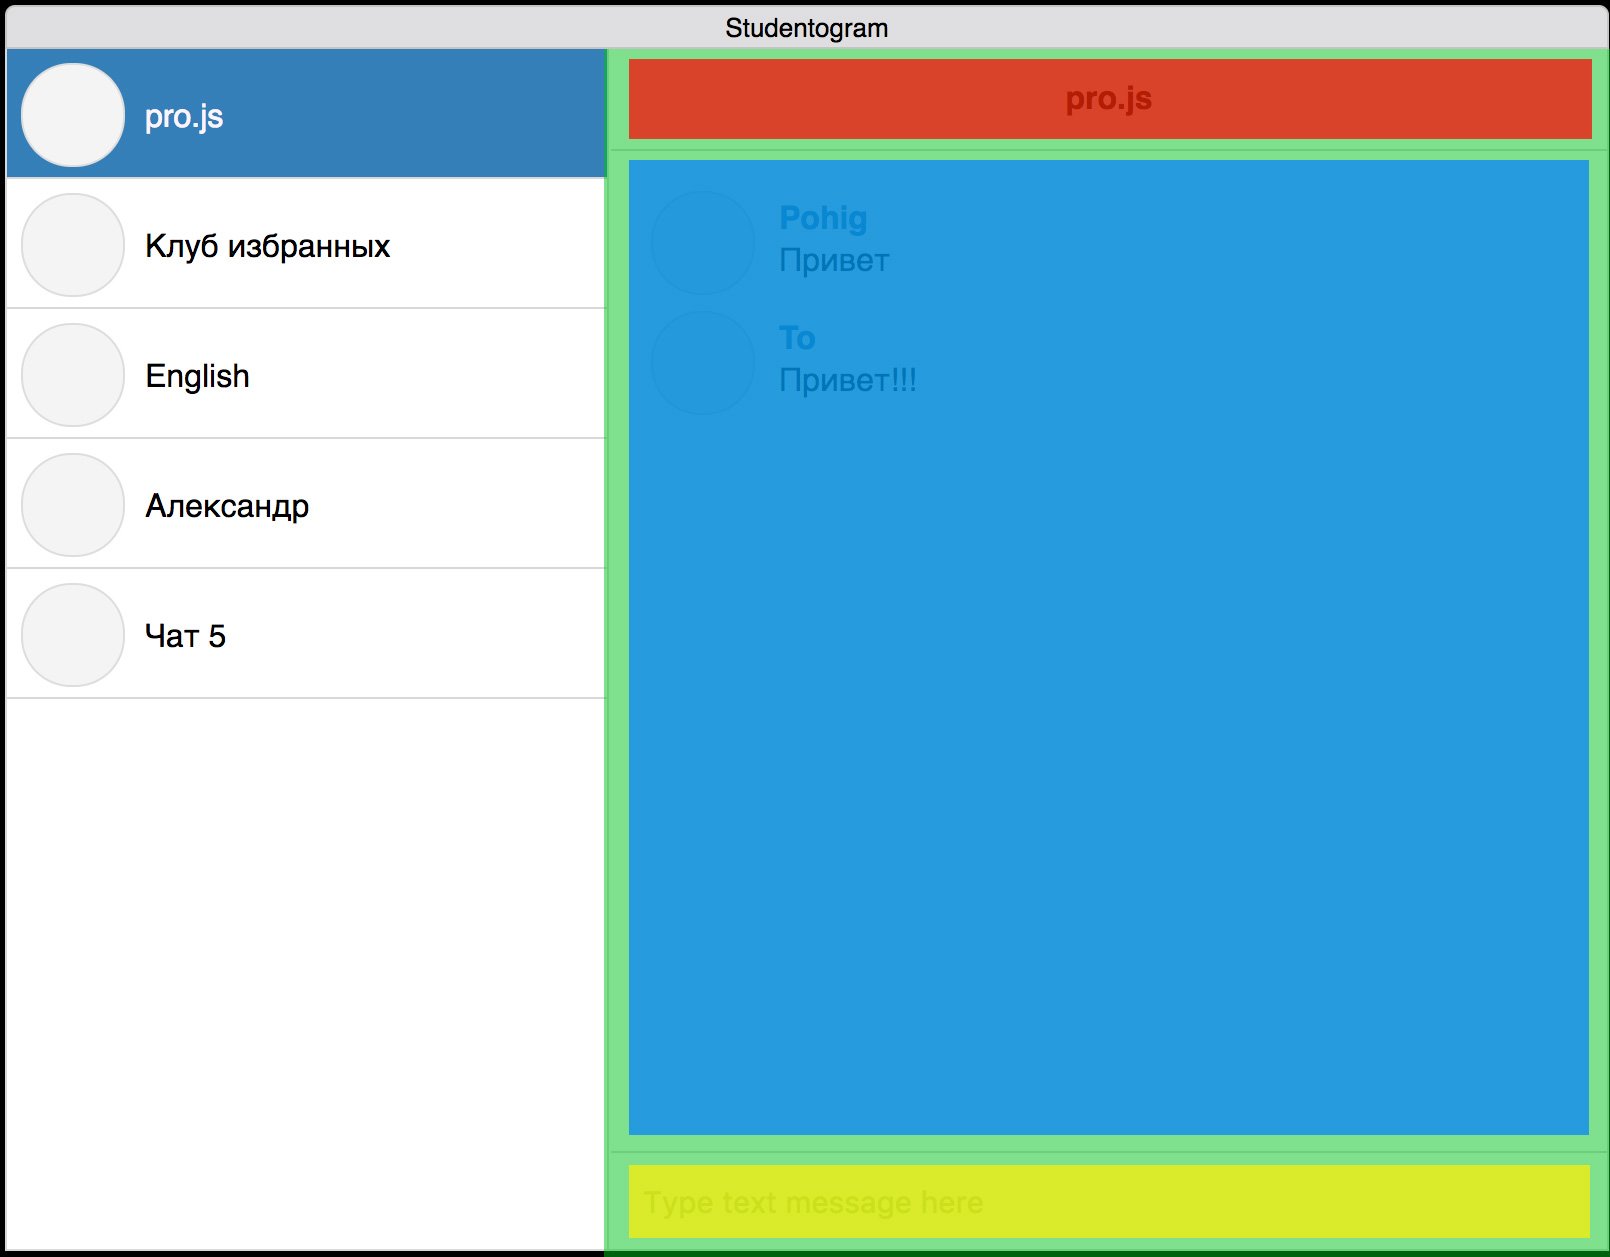 Studentogram
pro.js
Клуб избранных
English
Александр
Чат 5
pro.js
Pohig
Привет
To
Привет!!!
Type text message here